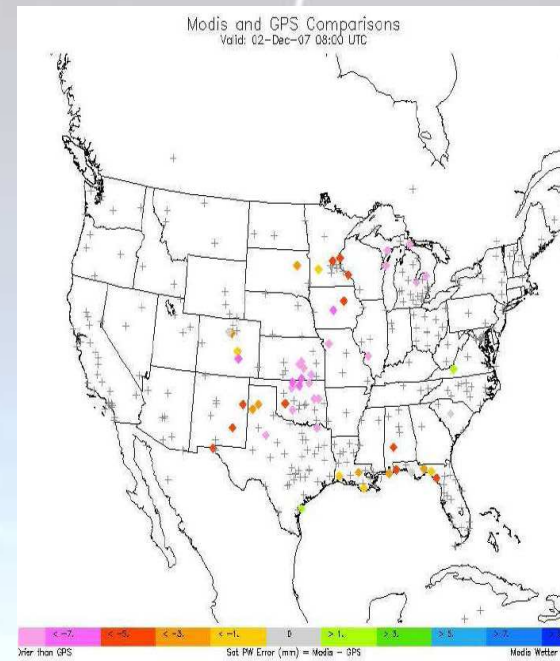 Modis and GPS Comparisons
Valid: 02-Dec-07 08:00 UTC
< -7. < -5. < -3. < -1. 0 > 1. > 3. > 5. > 7. >
than GPS Sat PW Error (mm) = Modis - GPS Modis Wetter